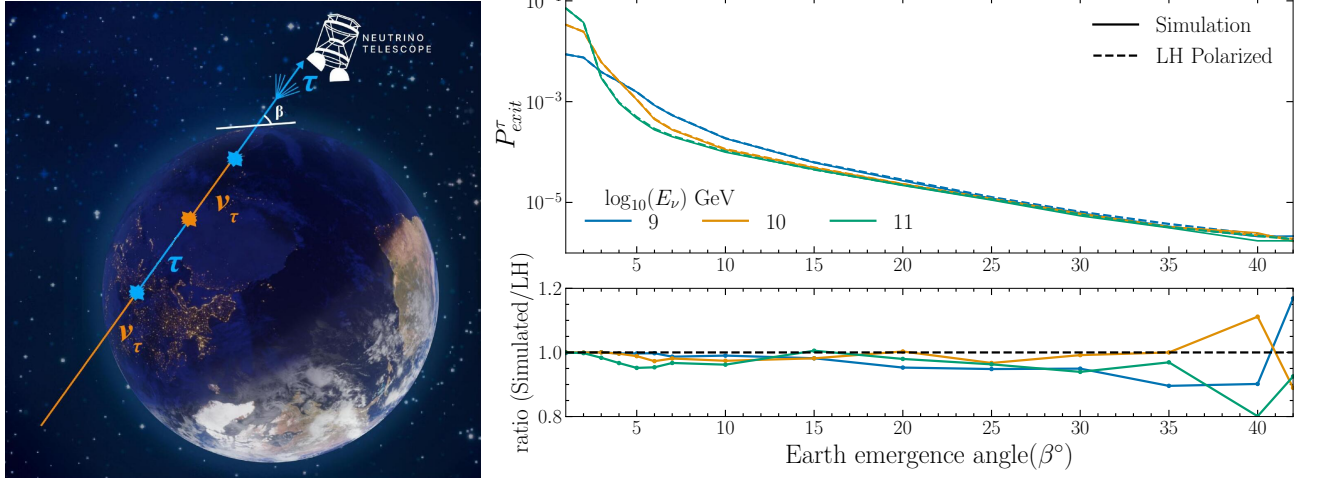 NEUTRINO
TELESCOPE
τ
β
ν_τ
τ
ν_τ
P^τ_exit
10^-3
10^-5
Simulation
LH Polarized
log₁₀(E_ν) GeV
9
10
11
5
10
15
20
25
30
35
40
ratio (Simulated/LH)
1.2
1.0
0.8
5
10
15
20
25
30
35
40
Earth emergence angle(β°)